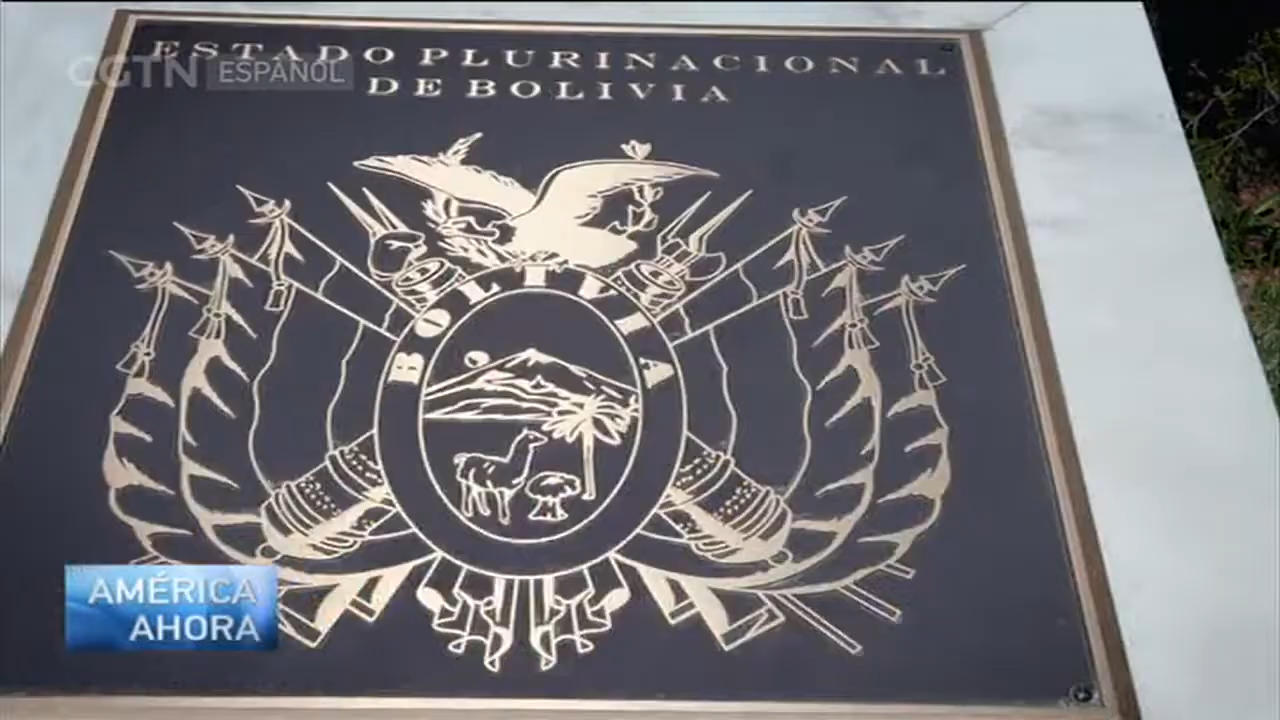 ESTADO PLURINACIONAL
DE BOLIVIA
CGTN ESPAÑOL
BOLIVIA
AMÉRICA
AHORA